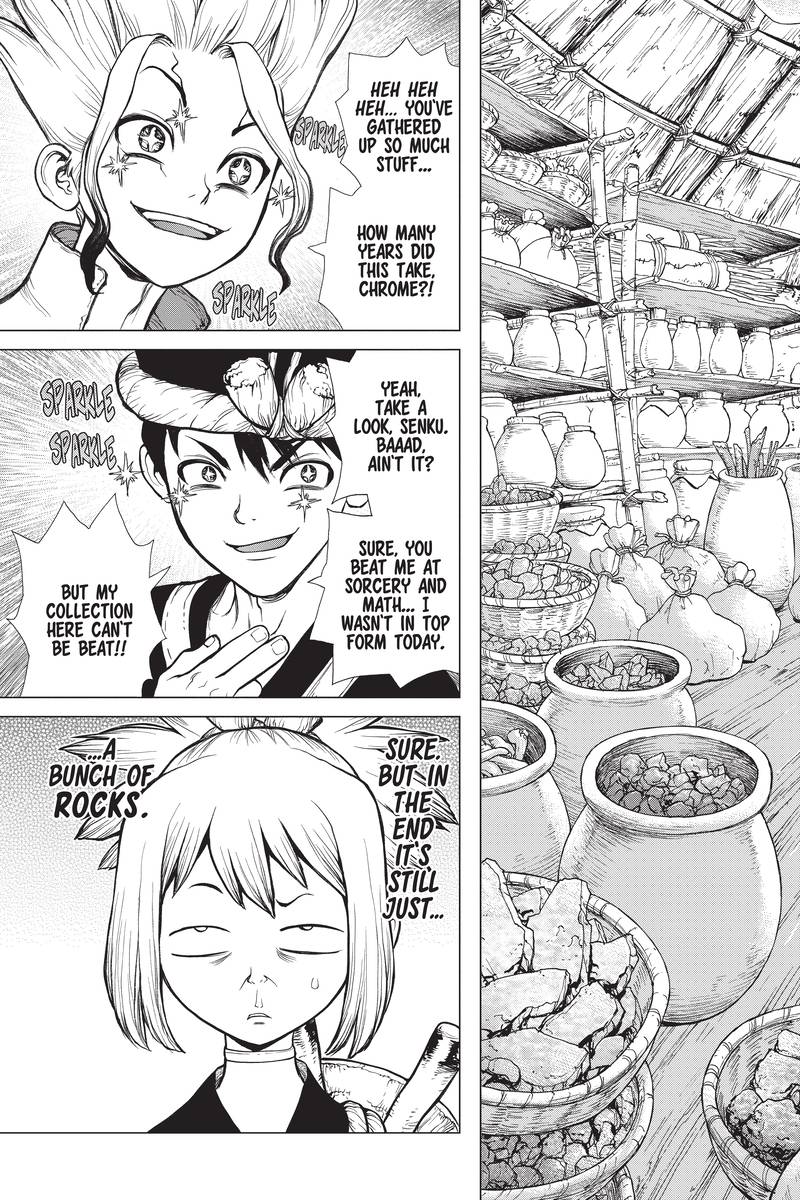 HEH HEH
HEH... YOU'VE
GATHERED
UP SO MUCH
STUFF...
HOW MANY
YEARS DID
THIS TAKE,
CHROME?!
SPARKLE
SPARKLE
YEAH,
TAKE A
LOOK, SENKU.
BAAAD,
AIN'T IT?
SURE, YOU
BEAT ME AT
SORCERY AND
MATH... I
WASN'T IN TOP
FORM TODAY.
SPARKLE
SPARKLE
BUT MY
COLLECTION
HERE CAN'T
BE BEAT!!
SURE.
BUT IN
THE
END
IT'S
STILL
JUST...
...A
BUNCH OF
ROCKS.